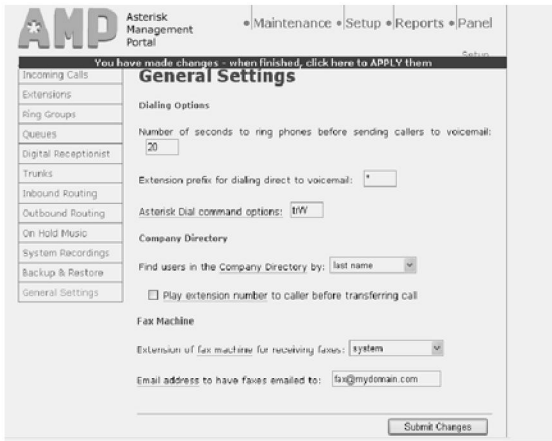 AMP
Asterisk
Management
Portal
• Maintenance • Setup • Reports • Panel
Setup
You have made changes - when finished, click here to APPLY them
Incoming Calls
Extensions
Ring Groups
Queues
Digital Receptionist
Trunks
Inbound Routing
Outbound Routing
On Hold Music
System Recordings
Backup & Restore
General Settings
General Settings
Dialing Options
Number of seconds to ring phones before sending callers to voicemail:
20
Extension prefix for dialing direct to voicemail: *
Asterisk Dial command options: trW
Company Directory
Find users in the Company Directory by: last name
Play extension number to caller before transferring call
Fax Machine
Extension of fax machine for receiving faxes: system
Email address to have faxes emailed to: fax@mydomain.com
Submit Changes